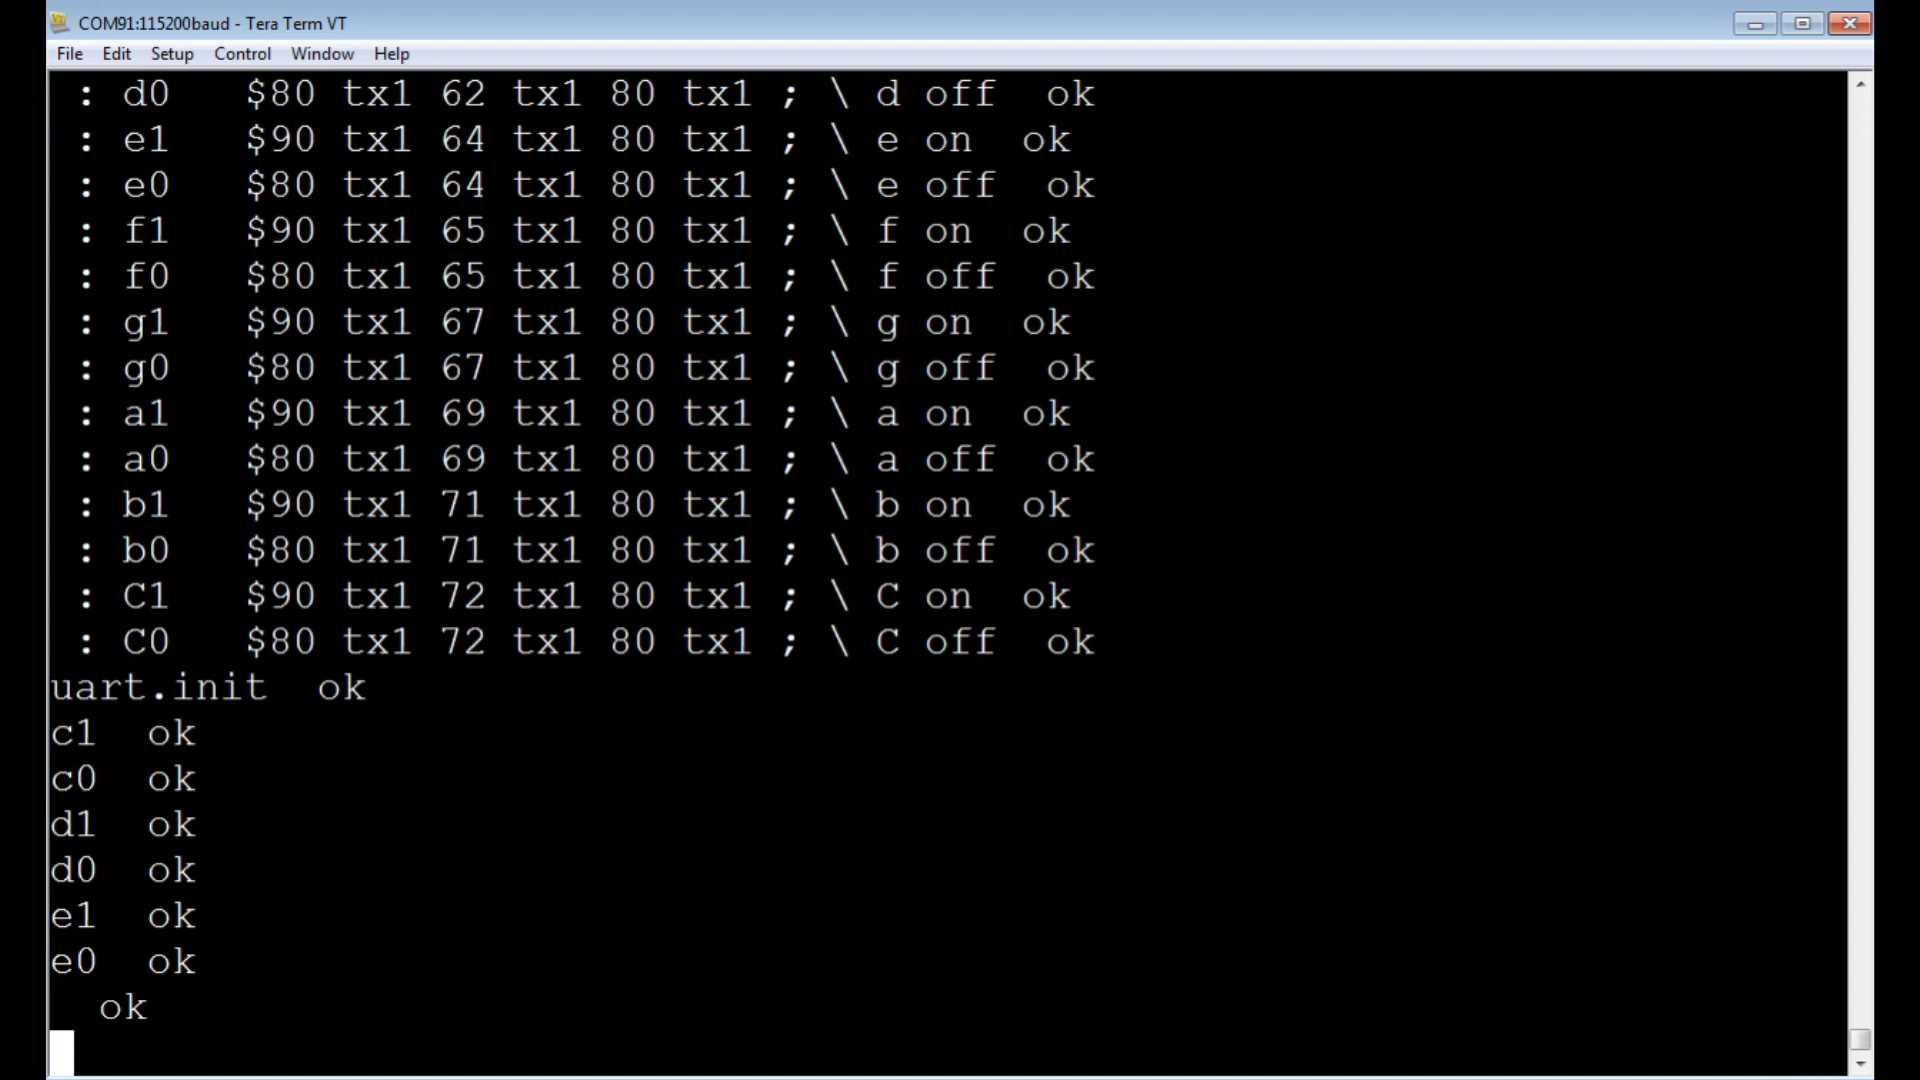 COM91:115200baud - Tera Term VT
File Edit Setup Control Window Help
: d0 $80 tx1 62 tx1 80 tx1 ; \ d off ok
: e1 $90 tx1 64 tx1 80 tx1 ; \ e on ok
: e0 $80 tx1 64 tx1 80 tx1 ; \ e off ok
: f1 $90 tx1 65 tx1 80 tx1 ; \ f on ok
: f0 $80 tx1 65 tx1 80 tx1 ; \ f off ok
: g1 $90 tx1 67 tx1 80 tx1 ; \ g on ok
: g0 $80 tx1 67 tx1 80 tx1 ; \ g off ok
: a1 $90 tx1 69 tx1 80 tx1 ; \ a on ok
: a0 $80 tx1 69 tx1 80 tx1 ; \ a off ok
: b1 $90 tx1 71 tx1 80 tx1 ; \ b on ok
: b0 $80 tx1 71 tx1 80 tx1 ; \ b off ok
: C1 $90 tx1 72 tx1 80 tx1 ; \ C on ok
: C0 $80 tx1 72 tx1 80 tx1 ; \ C off ok
uart.init ok
c1 ok
c0 ok
d1 ok
d0 ok
e1 ok
e0 ok
ok